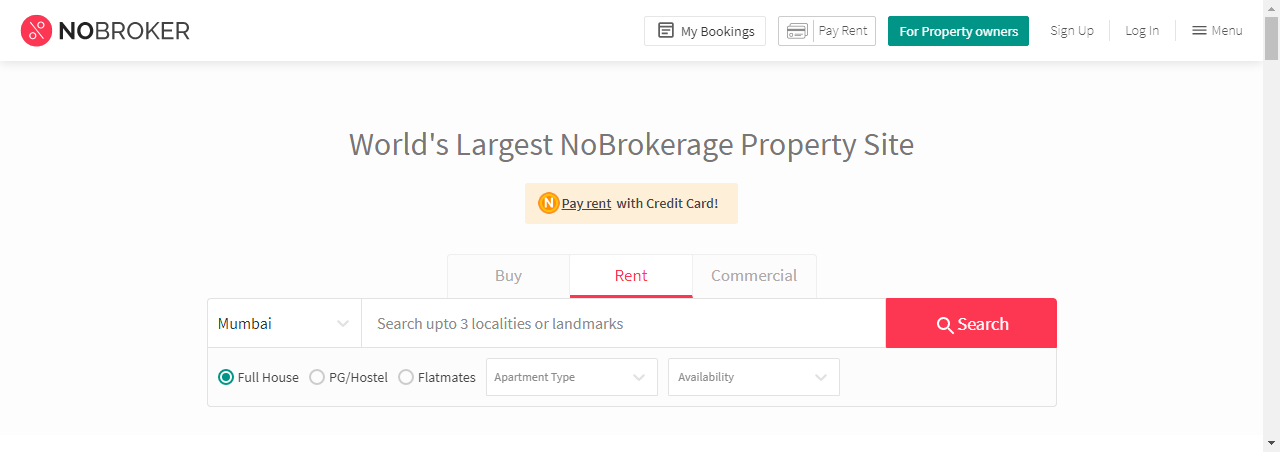 NOBROKER
My Bookings
Pay Rent
For Property owners
Sign Up
Log In
Menu
World's Largest NoBrokerage Property Site
N Pay rent with Credit Card!
Buy
Rent
Commercial
Mumbai
Search upto 3 localities or landmarks
Search
Full House
PG/Hostel
Flatmates
Apartment Type
Availability